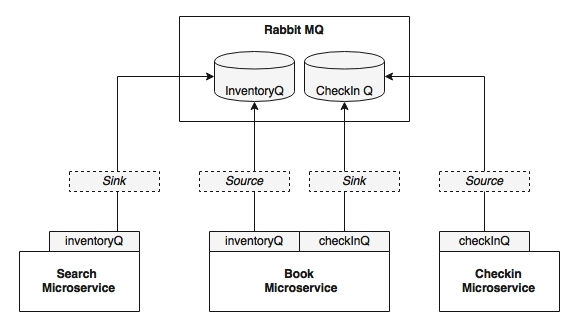 Rabbit MQ
InventoryQ
CheckIn Q
Sink
Source
Sink
Source
inventoryQ
inventoryQ
checkInQ
checkInQ
Search
Microservice
Book
Microservice
Checkin
Microservice